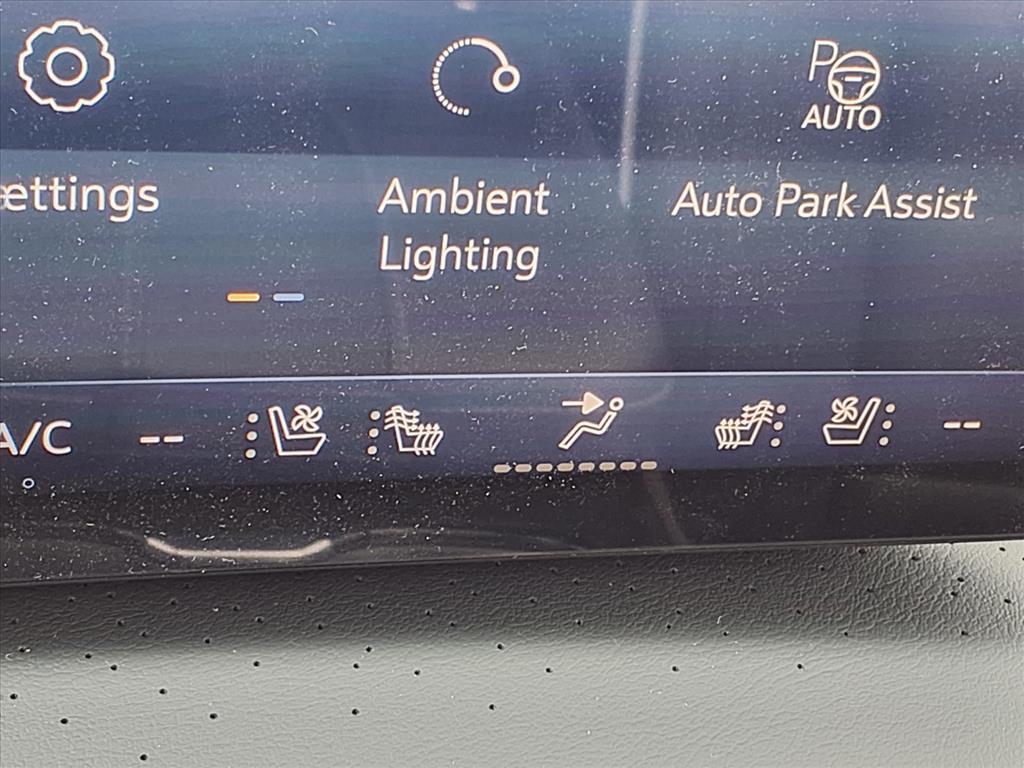 P
AUTO
ettings
Ambient
Lighting
Auto Park Assist
A/C -- --